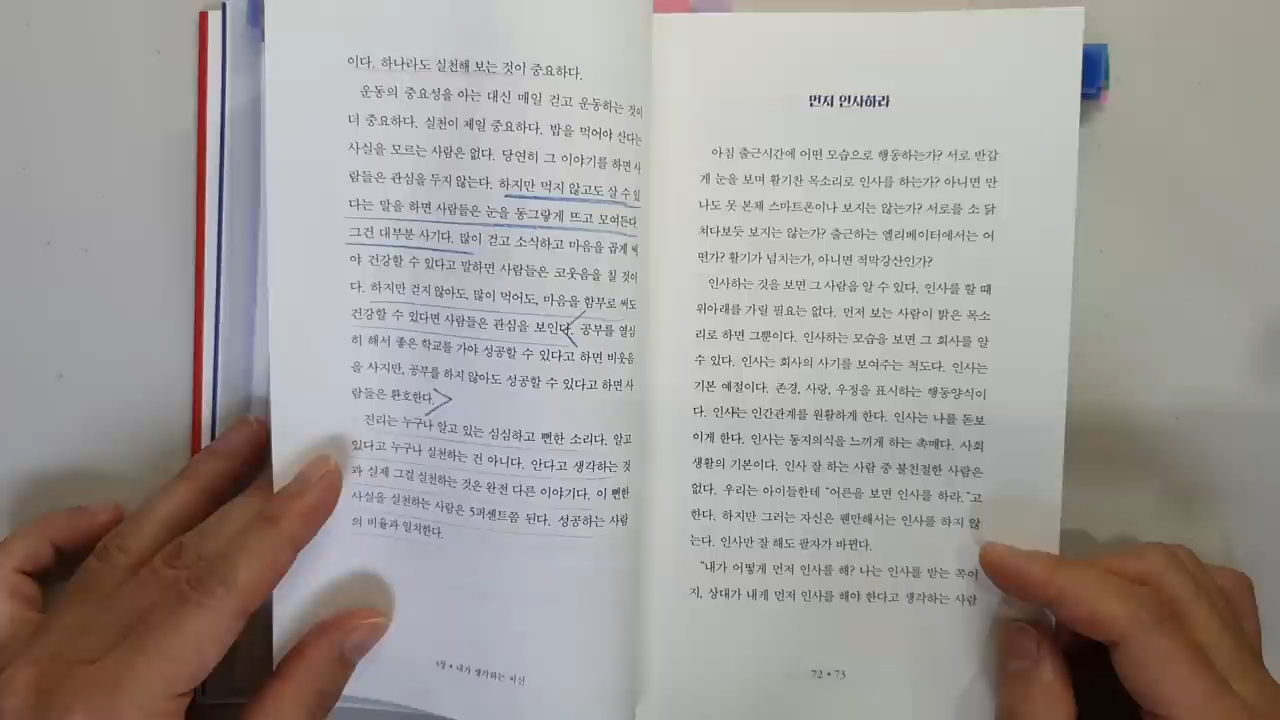 이다. 하나라도 실천해 보는 것이 중요하다.
운동의 중요성을 아는 대신 매일 걷고 운동하는 것이
더 중요하다. 실천이 제일 중요하다. 밥을 먹어야 산다는
사실을 모르는 사람은 없다. 당연히 그 이야기를 하면 사
람들은 관심을 두지 않는다. 하지만 먹지 않고도 살 수 있
다는 말을 하면 사람들은 눈을 동그랗게 뜨고 모여든다.
그건 대부분 사기다. 많이 걷고 소식하고 마음을 곱게 써
야 건강할 수 있다고 말하면 사람들은 코웃음을 칠 것이
다. 하지만 걷지 않아도, 많이 먹어도, 마음을 함부로 써도
건강할 수 있다면 사람들은 관심을 보인다. 공부를 열심
히 해서 좋은 학교를 가야 성공할 수 있다고 하면 비웃음
을 사지만, 공부를 하지 않아도 성공할 수 있다고 하면 사
람들은 환호한다.
진리는 누구나 알고 있는 심심하고 뻔한 소리다. 알고
있다고 누구나 실천하는 건 아니다. 안다고 생각하는 것
과 실제 그걸 실천하는 것은 완전 다른 이야기다. 이 뻔한
사실을 실천하는 사람은 5퍼센트쯤 된다. 성공하는 사람
의 비율과 일치한다.
내가 생각하는
먼저 인사하라
아침 출근시간에 어떤 모습으로 행동하는가? 서로 반갑
게 눈을 보며 활기찬 목소리로 인사를 하는가? 아니면 만
나도 못 본체 스마트폰이나 보지는 않는가? 서로를 소 닭
쳐다보듯 보지는 않는가? 출근하는 엘리베이터에서는 어
떤가? 활기가 넘치는가, 아니면 적막강산인가?
인사하는 것을 보면 그 사람을 알 수 있다. 인사를 할 때
위아래를 가릴 필요는 없다. 먼저 보는 사람이 밝은 목소
리로 하면 그뿐이다. 인사하는 모습을 보면 그 회사를 알
수 있다. 인사는 회사의 사기를 보여주는 척도다. 인사는
기본 예절이다. 존경, 사랑, 우정을 표시하는 행동양식이
다. 인사는 인간관계를 원활하게 한다. 인사는 나를 돋보
이게 한다. 인사는 동지의식을 느끼게 하는 촉매다. 사회
생활의 기본이다. 인사 잘 하는 사람 중 불친절한 사람은
없다. 우리는 아이들한테 "어른을 보면 인사를 하라."고
한다. 하지만 그러는 자신은 웬만해서는 인사를 하지 않
는다. 인사만 잘 해도 팔자가 바뀐다.
"내가 어떻게 먼저 인사를 해? 나는 인사를 받는 쪽이
지, 상대가 내게 먼저 인사를 해야 한다고 생각하는 사람
72 • 73